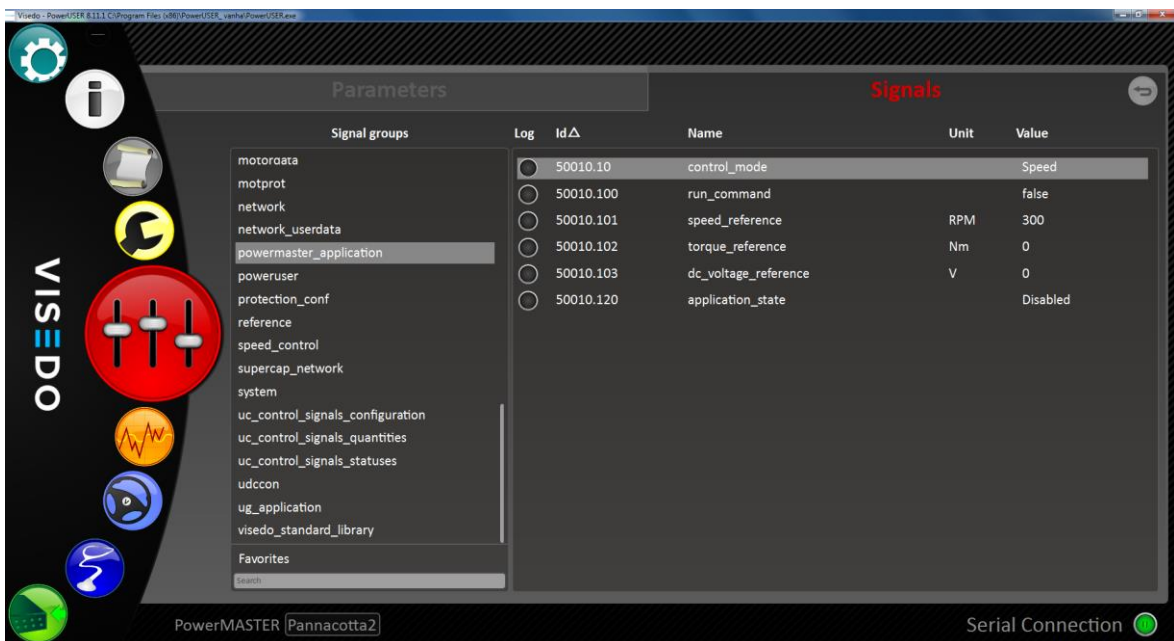 Visedo - PowerUSER 8.11.1 C:\Program Files (x86)\PowerUSER_vanha\PowerUSER.exe
Parameters
Signals
Signal groups
Log Id Name Unit Value
motordata
motprot
network
network_userdata
powermaster_application
poweruser
protection_conf
reference
speed_control
supercap_network
system
uc_control_signals_configuration
uc_control_signals_quantities
uc_control_signals_statuses
udccon
ug_application
visedo_standard_library
Favorites
Search
50010.10 control_mode Speed
50010.100 run_command false
50010.101 speed_reference RPM 300
50010.102 torque_reference Nm 0
50010.103 dc_voltage_reference V 0
50010.120 application_state Disabled
VISEDO
PowerMASTER Pannacotta2
Serial Connection